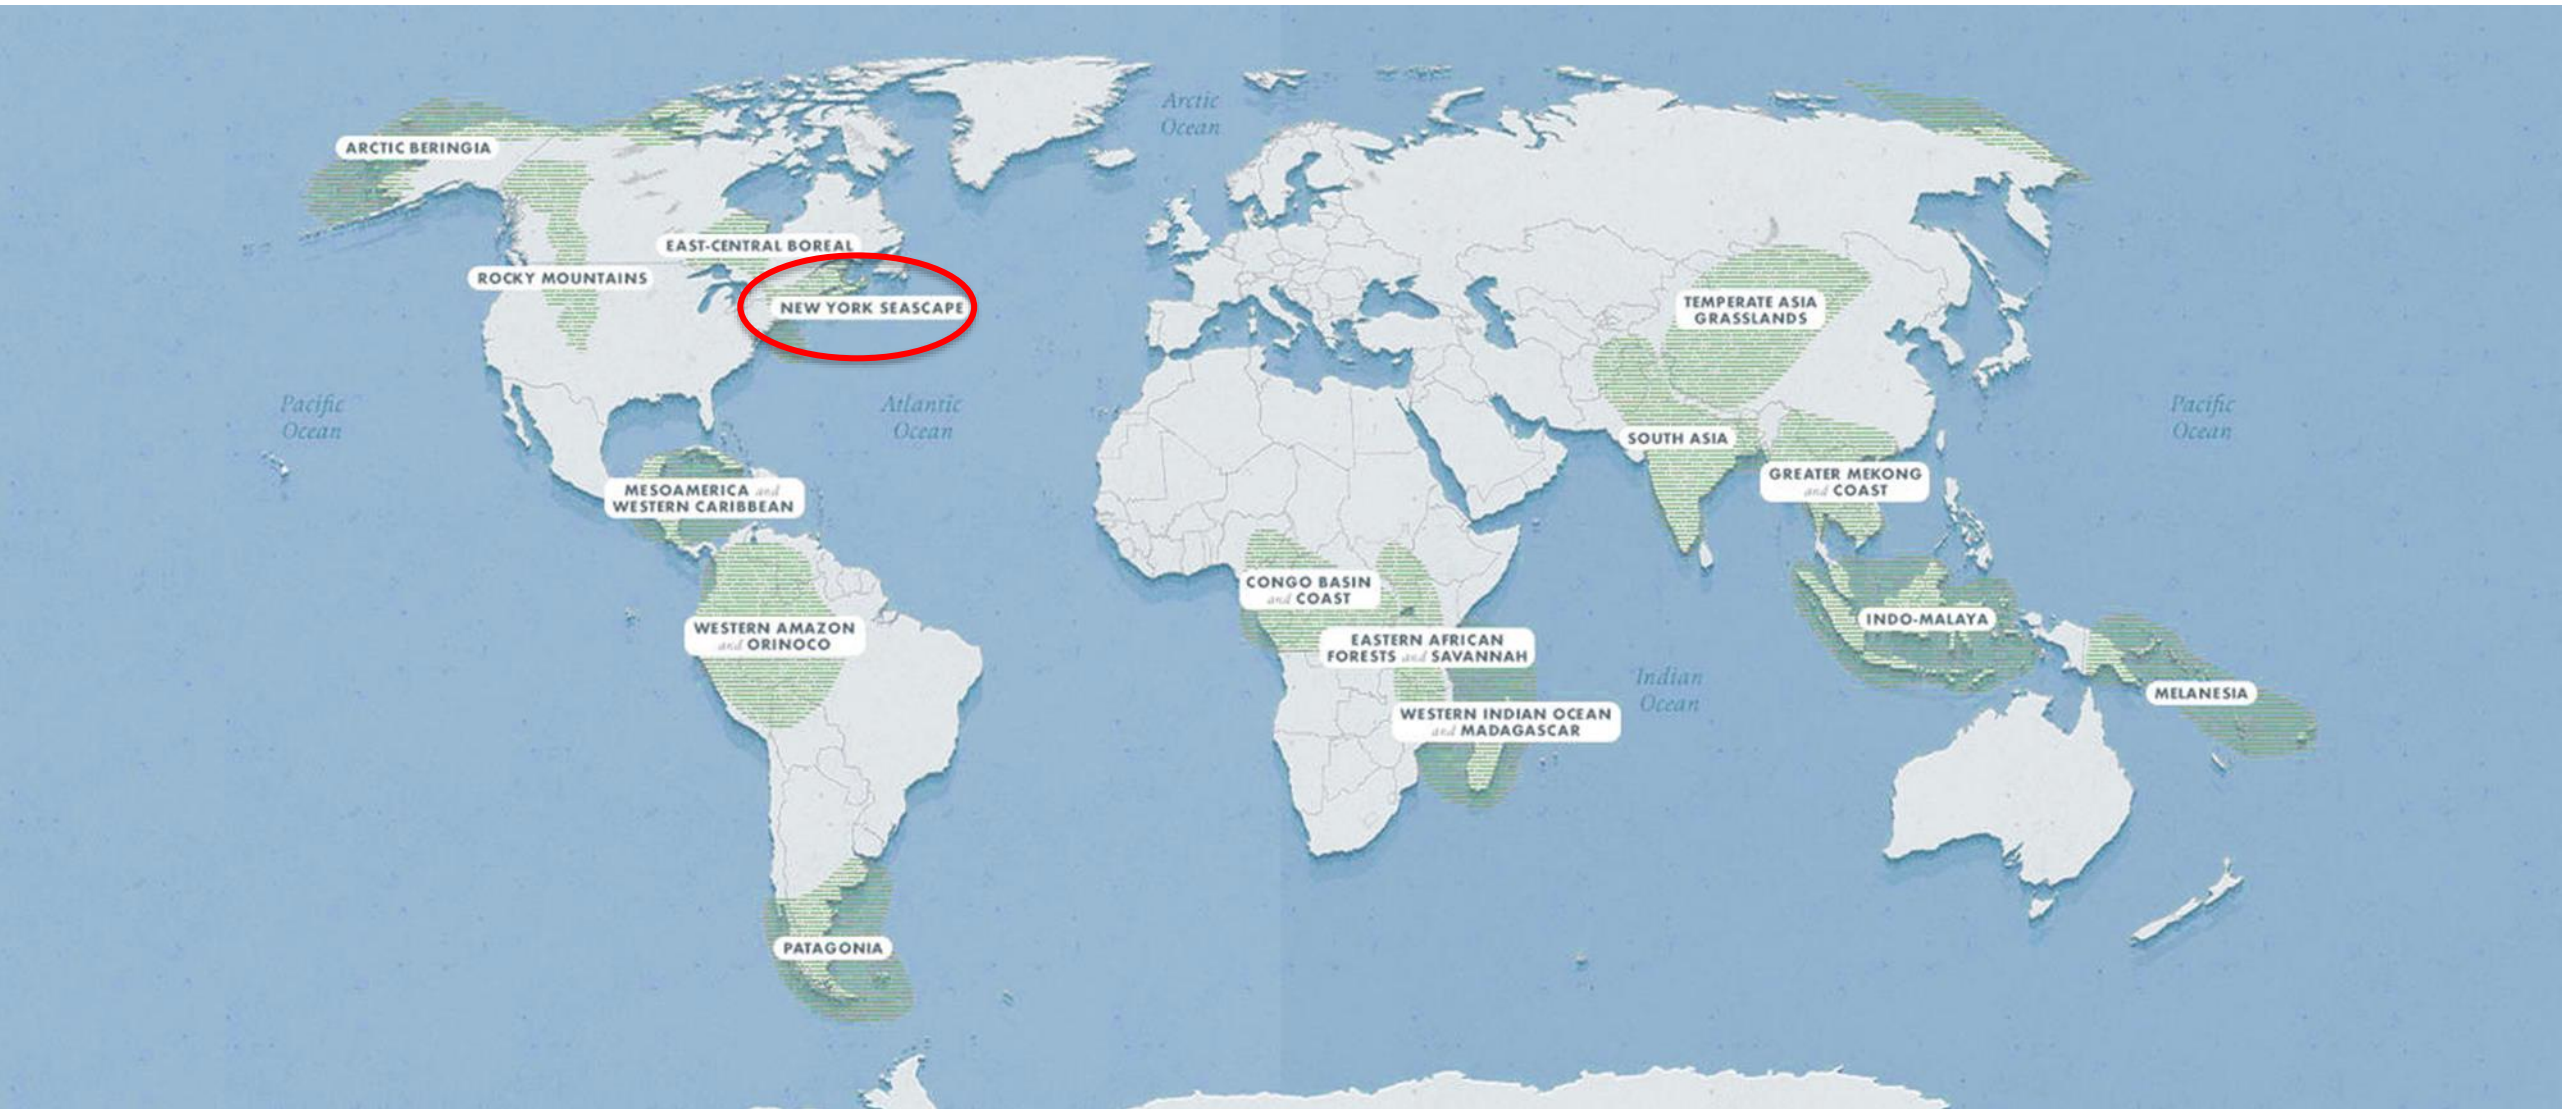 Arctic
Ocean
ARCTIC BERINGIA
EAST-CENTRAL BOREAL
ROCKY MOUNTAINS
NEW YORK SEASCAPE
TEMPERATE ASIA
GRASSLANDS
Pacific
Ocean
Atlantic
Ocean
Pacific
Ocean
SOUTH ASIA
GREATER MEKONG
and COAST
MESOAMERICA and
WESTERN CARIBBEAN
CONGO BASIN
and COAST
INDO-MALAYA
WESTERN AMAZON
and ORINOCO
EASTERN AFRICAN
FORESTS and SAVANNAH
Indian
Ocean
MELANESIA
WESTERN INDIAN OCEAN
and MADAGASCAR
PATAGONIA